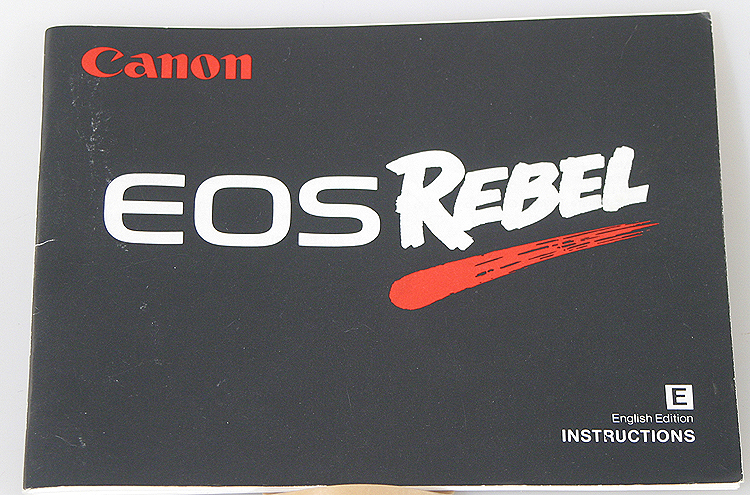 Canon
EOS REBEL
E
English Edition
INSTRUCTIONS